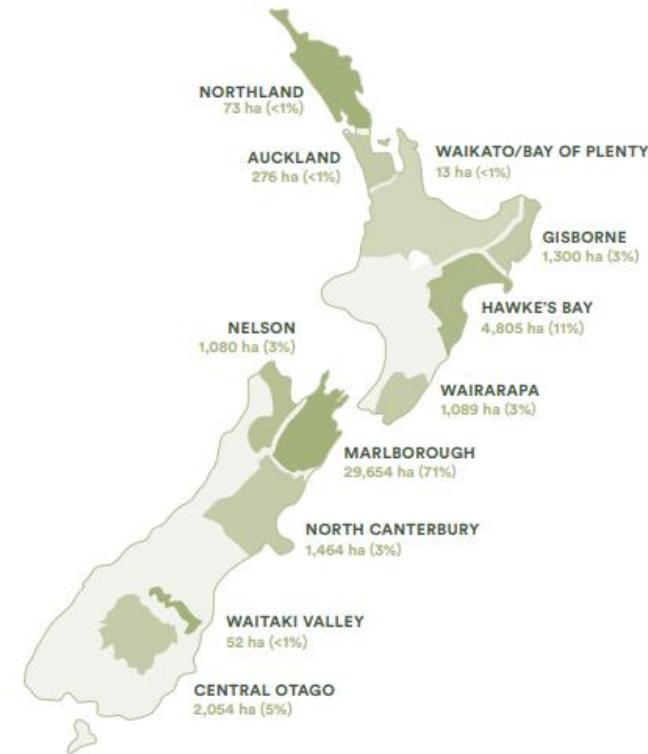 NORTHLAND
73 ha (<1%)
AUCKLAND
276 ha (<1%)
WAIKATO/BAY OF PLENTY
13 ha (<1%)
GISBORNE
1,300 ha (3%)
HAWKE'S BAY
4,805 ha (11%)
NELSON
1,080 ha (3%)
WAIRARAPA
1,089 ha (3%)
MARLBOROUGH
29,654 ha (71%)
NORTH CANTERBURY
1,464 ha (3%)
WAITAKI VALLEY
52 ha (<1%)
CENTRAL OTAGO
2,054 ha (5%)